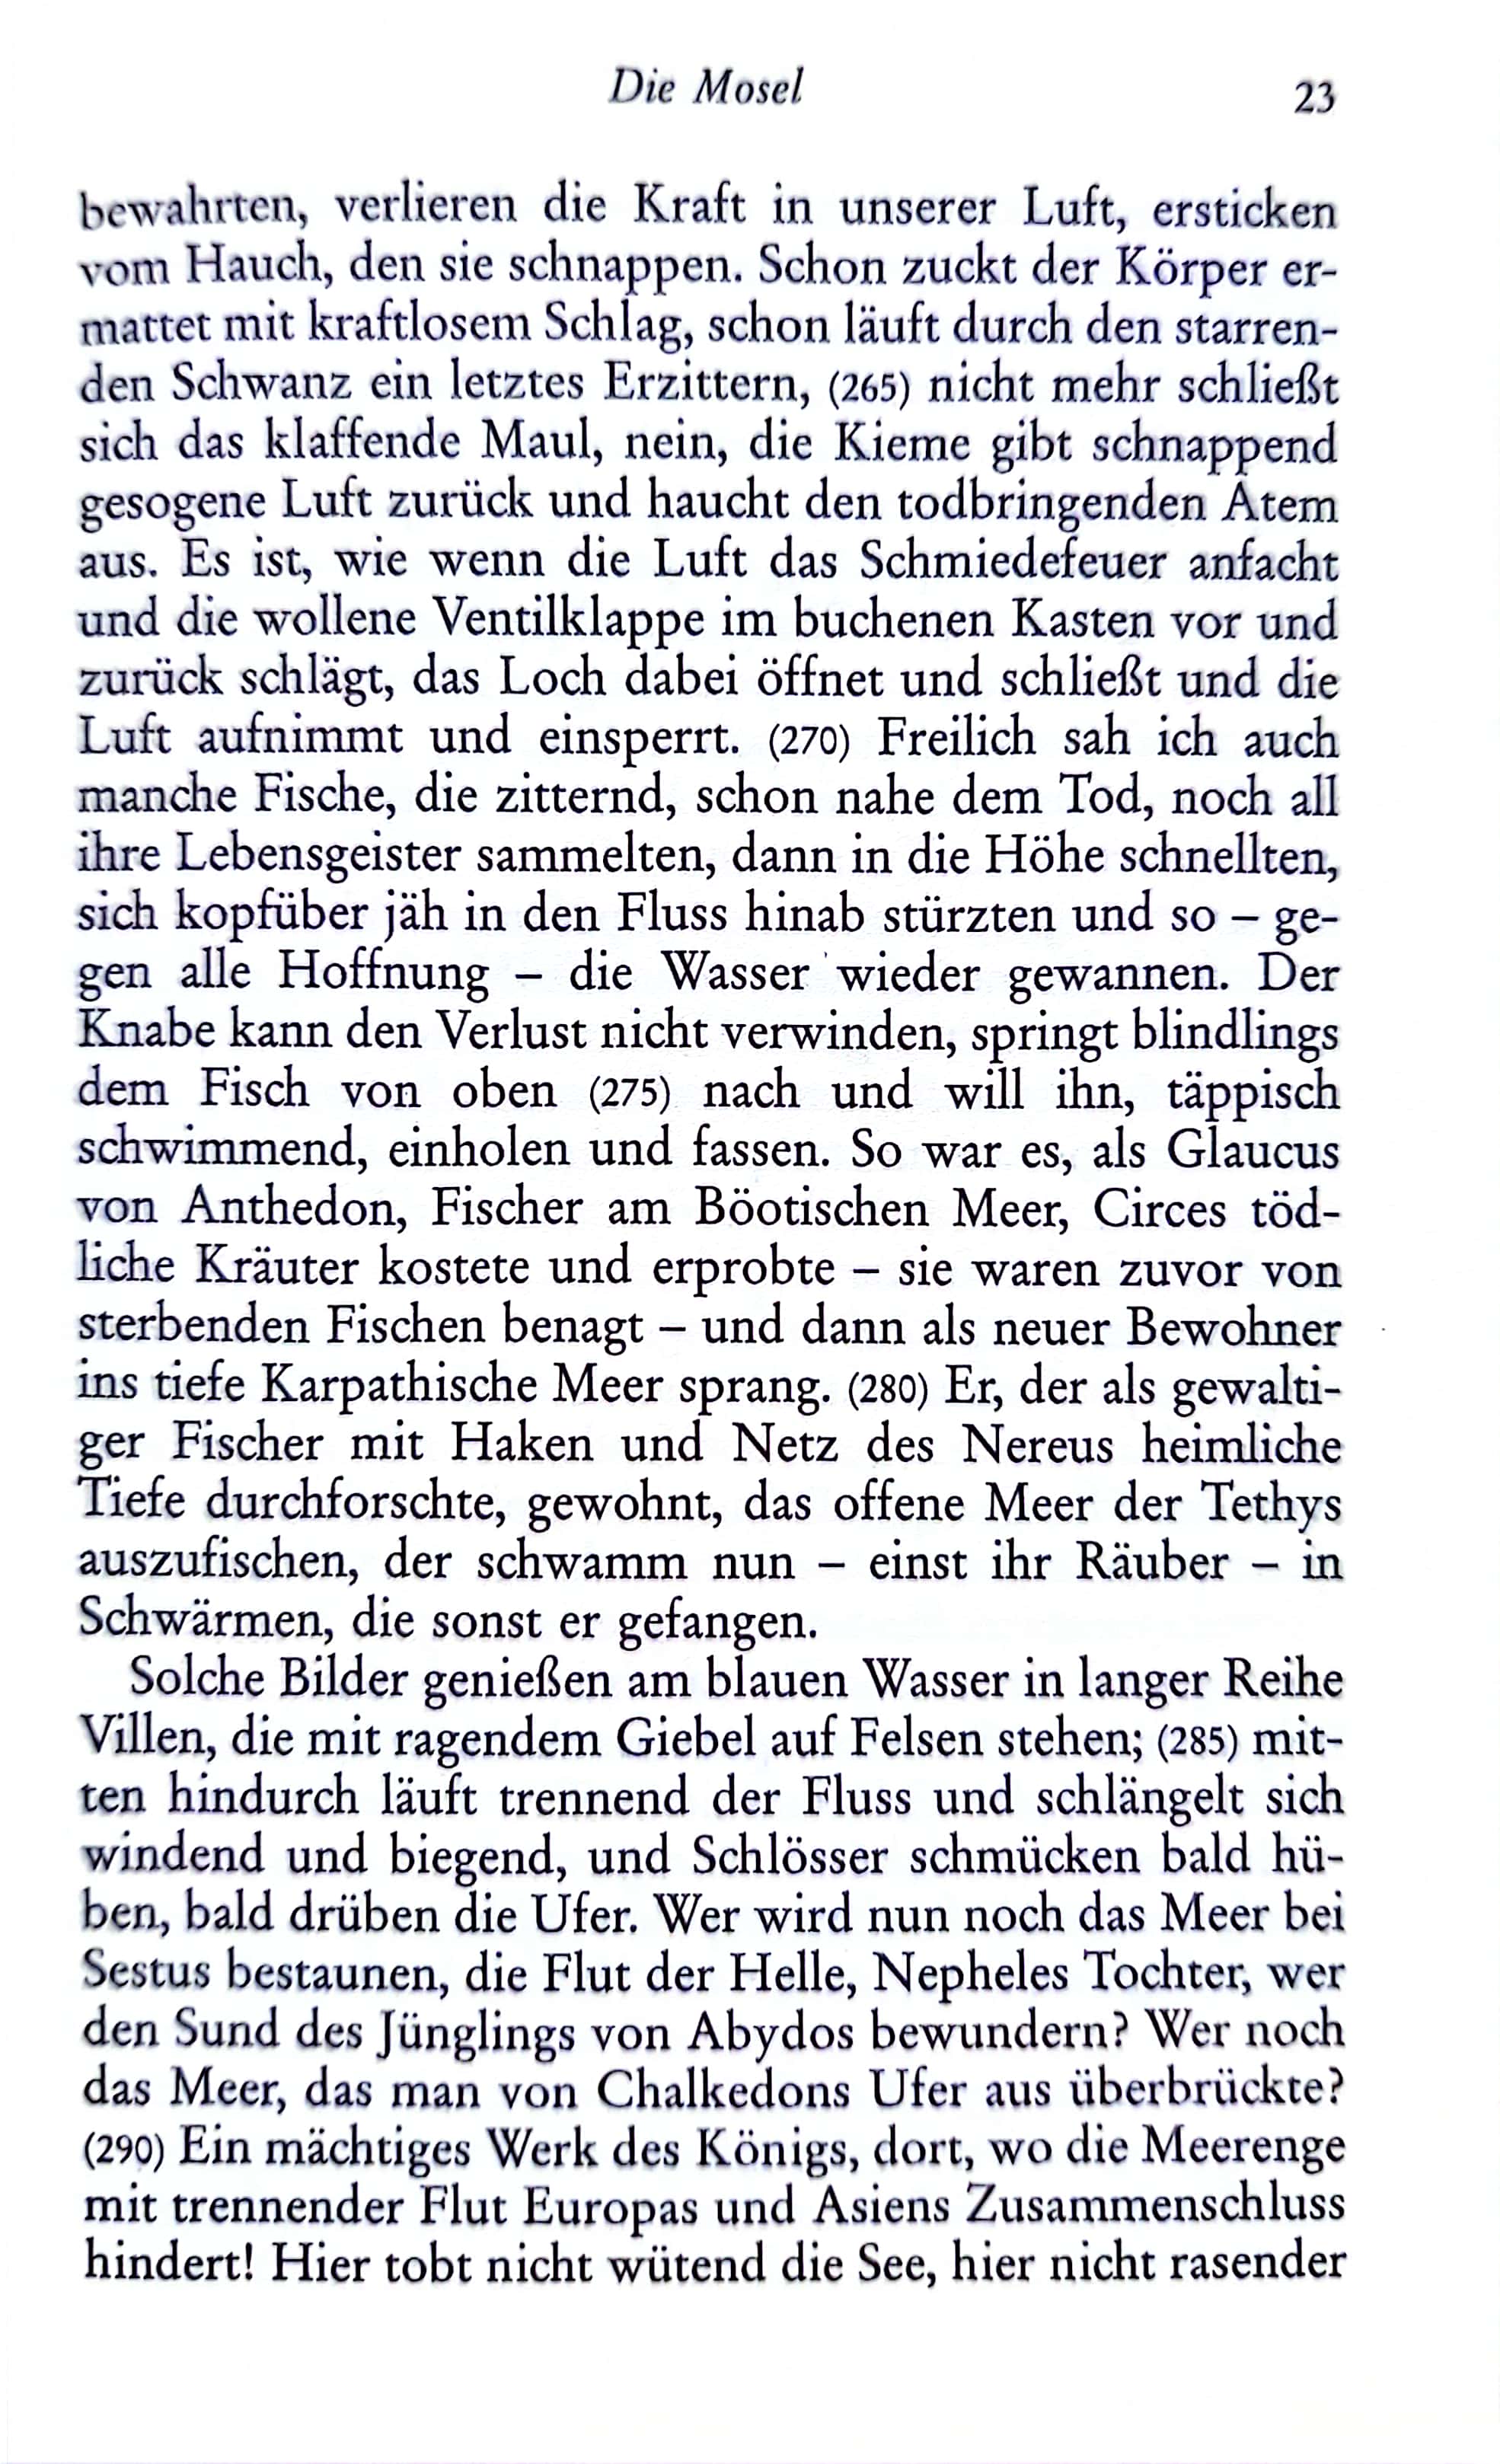 Die Mosel
23
bewahrten, verlieren die Kraft in unserer Luft, ersticken
vom Hauch, den sie schnappen. Schon zuckt der Körper er-
mattet mit kraftlosem Schlag, schon läuft durch den starren-
den Schwanz ein letztes Erzittern, (265) nicht mehr schließt
sich das klaffende Maul, nein, die Kieme gibt schnappend
gesogene Luft zurück und haucht den todbringenden Atem
aus. Es ist, wie wenn die Luft das Schmiedefeuer anfacht
und die wollene Ventilklappe im buchenen Kasten vor und
zurück schlägt, das Loch dabei öffnet und schließt und die
Luft aufnimmt und einsperrt. (270) Freilich sah ich auch
manche Fische, die zitternd, schon nahe dem Tod, noch all
ihre Lebensgeister sammelten, dann in die Höhe schnellten,
sich kopfüber jäh in den Fluss hinab stürzten und so – ge-
gen alle Hoffnung – die Wasser wieder gewannen. Der
Knabe kann den Verlust nicht verwinden, springt blindlings
dem Fisch von oben (275) nach und will ihn, täppisch
schwimmend, einholen und fassen. So war es, als Glaucus
von Anthedon, Fischer am Böotischen Meer, Circes töd-
liche Kräuter kostete und erprobte – sie waren zuvor von
sterbenden Fischen benagt – und dann als neuer Bewohner
ins tiefe Karpathische Meer sprang. (280) Er, der als gewalti-
ger Fischer mit Haken und Netz des Nereus heimliche
Tiefe durchforschte, gewohnt, das offene Meer der Tethys
auszufischen, der schwamm nun – einst ihr Räuber – in
Schwärmen, die sonst er gefangen.
Solche Bilder genießen am blauen Wasser in langer Reihe
Villen, die mit ragendem Giebel auf Felsen stehen; (285) mit-
ten hindurch läuft trennend der Fluss und schlängelt sich
windend und biegend, und Schlösser schmücken bald hü-
ben, bald drüben die Ufer. Wer wird nun noch das Meer bei
Sestus bestaunen, die Flut der Helle, Nepheles Tochter, wer
den Sund des Jünglings von Abydos bewundern? Wer noch
das Meer, das man von Chalkedons Ufer aus überbrückte?
(290) Ein mächtiges Werk des Königs, dort, wo die Meerenge
mit trennender Flut Europas und Asiens Zusammenschluss
hindert! Hier tobt nicht wütend die See, hier nicht rasender